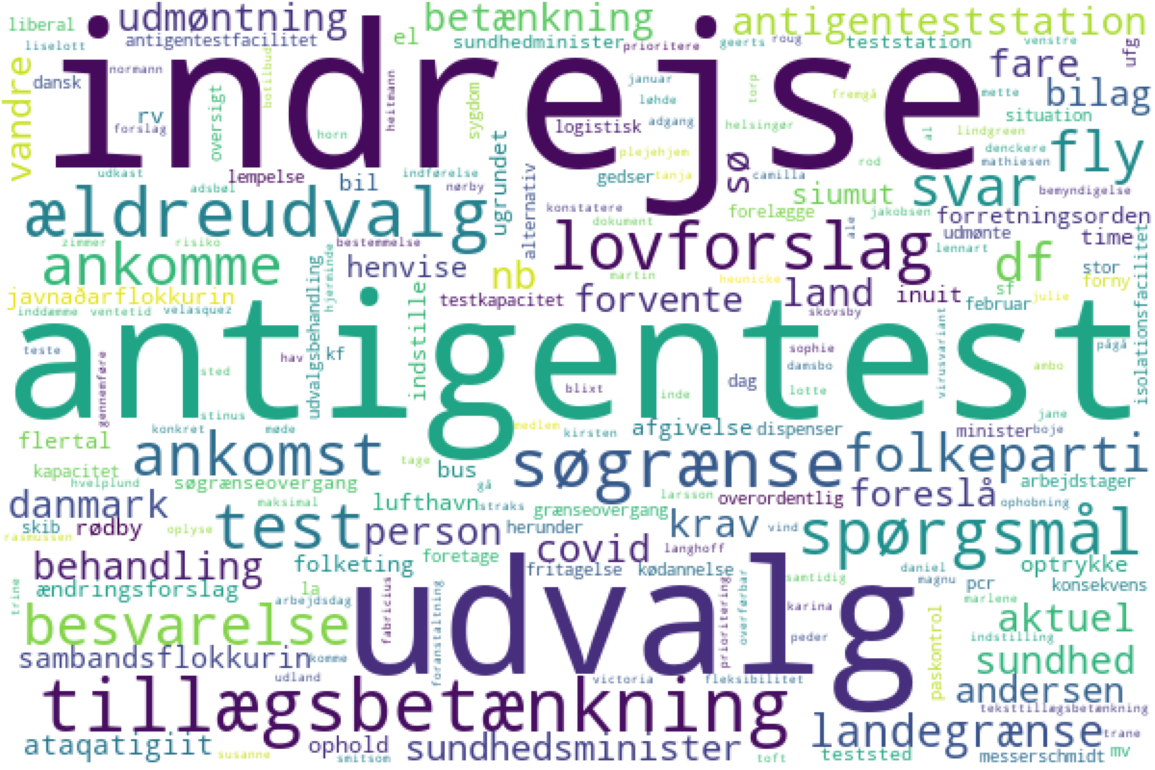 liberal
udmøntning
betænkning
antigenteststation
liselott
antigentestfacilitet
el
sundhedminister
prioritere
geerts
roug
teststation
venstre
ufg
indrejse
vandre
dansk
normann
botilbud
heitmann
sygdom
januar
løhde
torp
fremgå
mette
fare
bilag
rv
forslag
oversigt
horn
logistisk
adgang
helsingør
al
situation
lindgreen
udkast
lempelse
indførelse
plejehjem
denckere
mathiesen
fly
adsbøl
bil
nørby
ugrundet
alternativ
gedser
tanja
sø
camilla
rod
siumut
svar
bemyndigelse
ældreudvalg
konstatere
dokument
forelægge
ale
jakobsen
forretningsorden
zimmer
risiko
bestemmelse
lovforslag
udmønte
lennart
time
ankomme
hjerminde
henvise
nb
martin
heunicke
df
stor
sf
julie
forny
javnaðarflokkurin
testkapacitet
forvente
land
inuit
februar
isolationsfacilitet
inddæmme
ventetid
velasquez
udvalgsbehandling
indstille
skovsby
antigentest
teste
gennemføre
sted
hav
kf
blixt
inde
sophie
damsbo
dag
lotte
virusvariant
ambo
pågå
jane
stinus
konkret
møde
medlem
kirsten
afgivelse
dispenser
minister
boje
flertal
ankomst
tage
søgrænse
folkeparti
kapacitet
hvelplund
søgrænseovergang
bus
gå
larsson
overordentlig
foreslå
ophobning
arbejdstager
danmark
maksimal
lufthavn
straks
grænseovergang
skib
rødby
oplyse
test
person
herunder
krav
vind
spørgsmål
rasmussen
behandling
folketing
foretage
covid
langhoff
fritagelse
kødannelse
samtidig
daniel
magnu
pcr
optrykke
konsekvens
trine
ændringsforslag
la
arbejdsdag
fabricius
foranstaltning
udvalg
prioritering
overførbar
karina
peder
marlene
paskontrol
aktuel
indstilling
besvarelse
sambandsflokkurin
komme
udland
victoria
fleksibilitet
sundhed
tillægsbetænkning
andersen
teksttillægsbetænkning
ataqatigiit
susanne
ophold
smitsom
sundhedsminister
toft
landegrænse
teststed
messerschmidt
trane
mv